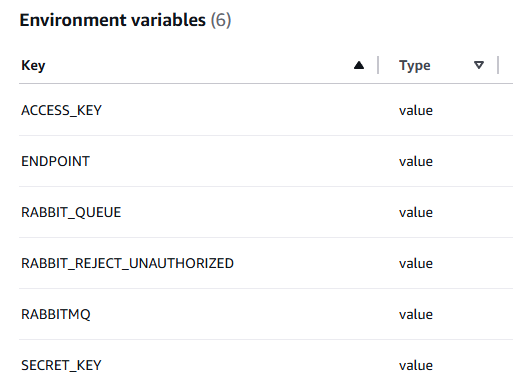 Environment variables (6)
Key Type
ACCESS_KEY value
ENDPOINT value
RABBIT_QUEUE value
RABBIT_REJECT_UNAUTHORIZED value
RABBITMQ value
SECRET_KEY value